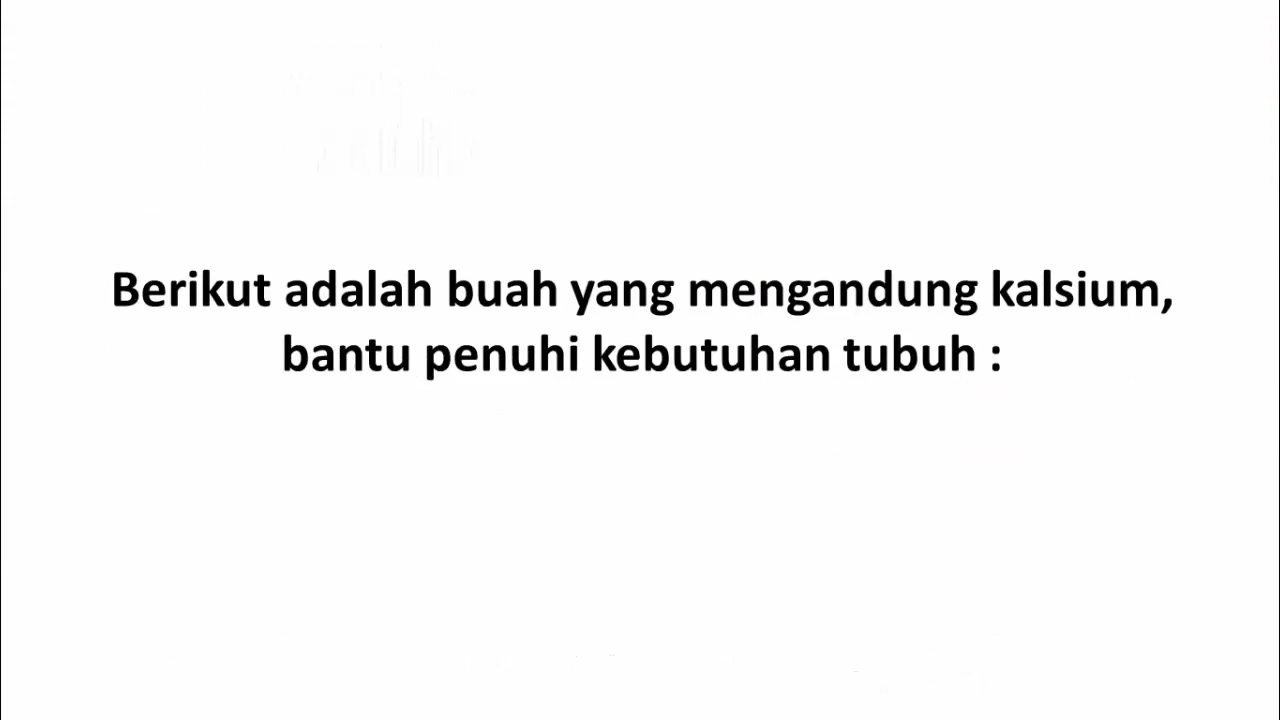 Berikut adalah buah yang mengandung kalsium,
bantu penuhi kebutuhan tubuh :